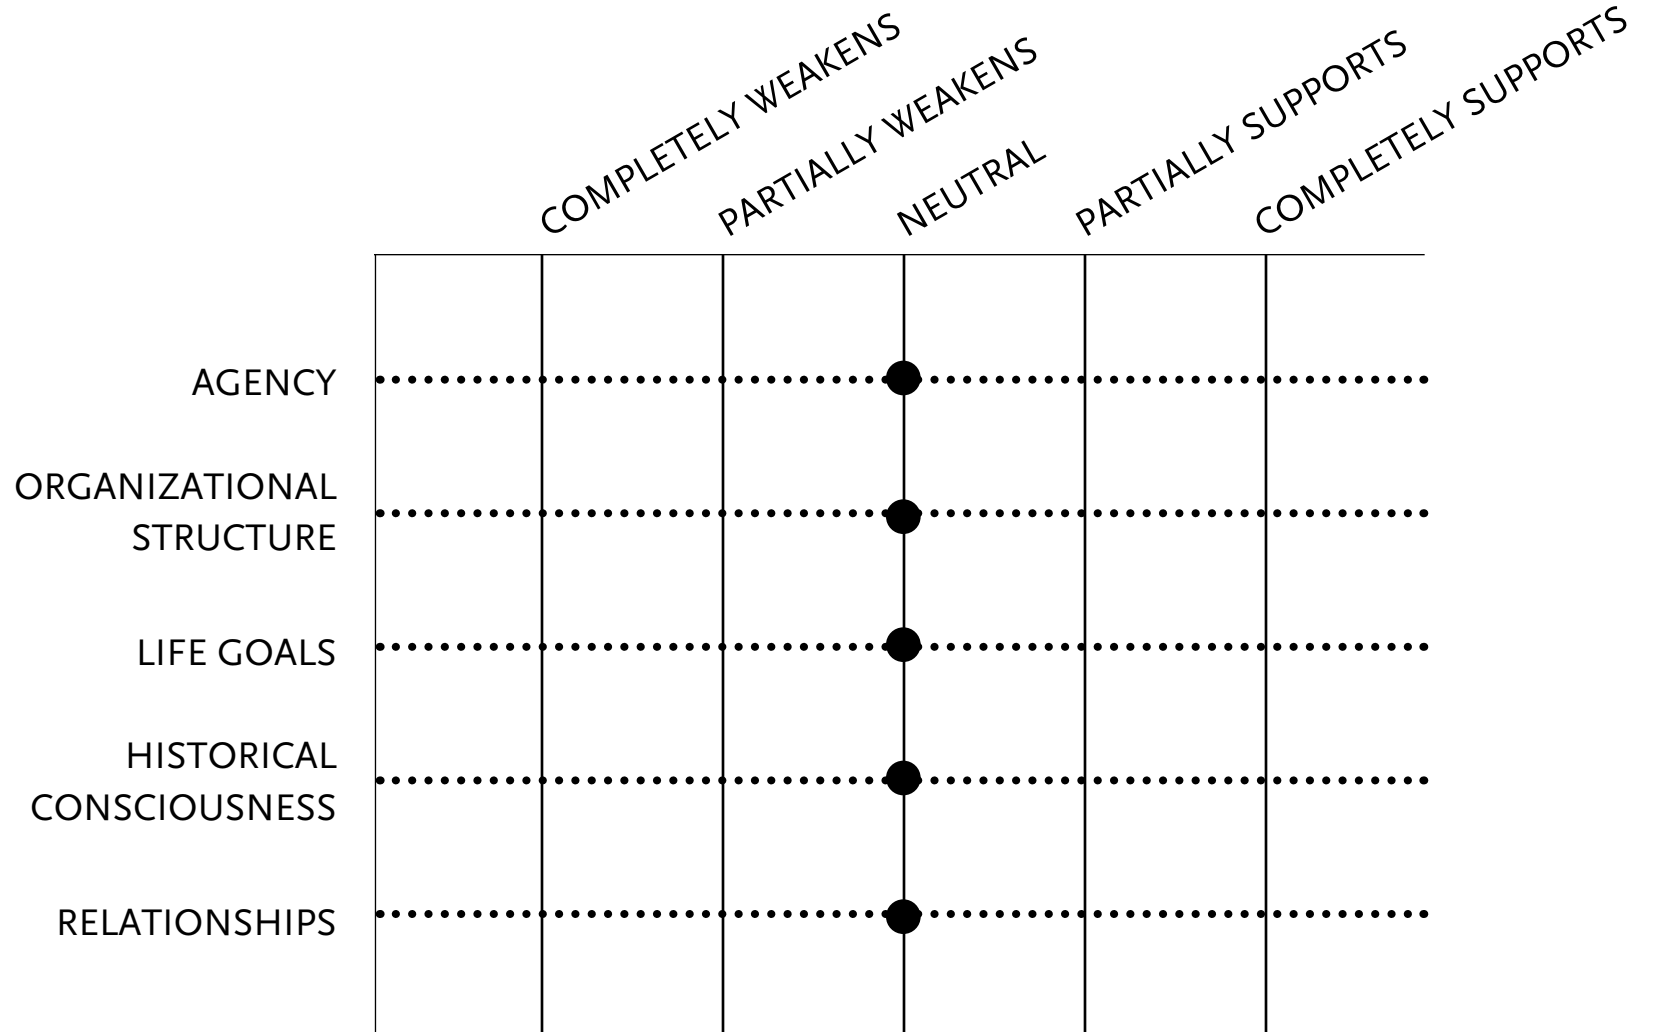 COMPLETELY WEAKENS
PARTIALLY WEAKENS
NEUTRAL
PARTIALLY SUPPORTS
COMPLETELY SUPPORTS
AGENCY
ORGANIZATIONAL
STRUCTURE
LIFE GOALS
HISTORICAL
CONSCIOUSNESS
RELATIONSHIPS